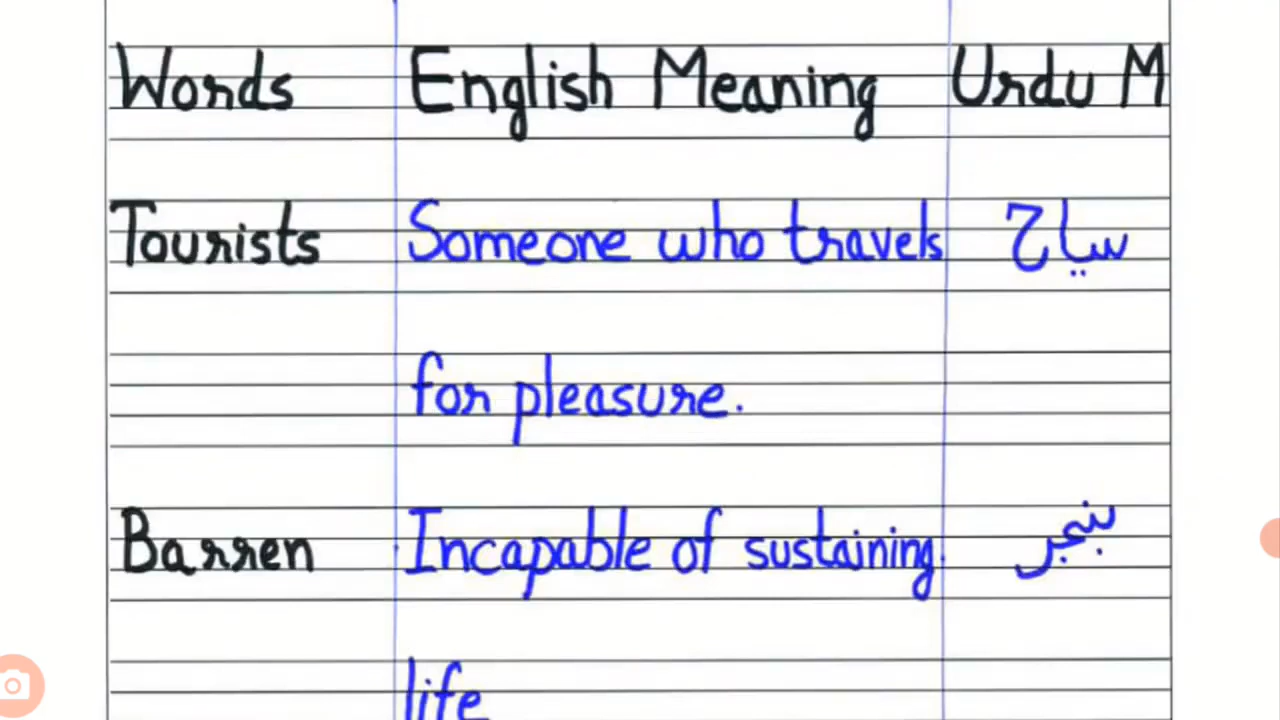 Words English Meaning Urdu M
Tourists Someone who travels سیاح
for pleasure.
Barren Incapable of sustaining بنجر
life